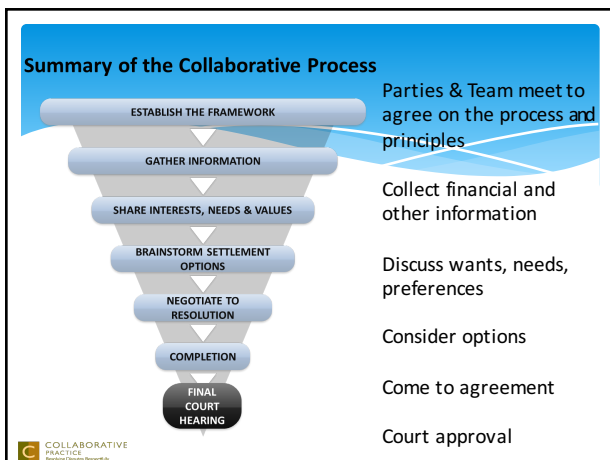 Summary of the Collaborative Process
ESTABLISH THE FRAMEWORK
GATHER INFORMATION
SHARE INTERESTS, NEEDS & VALUES
BRAINSTORM SETTLEMENT
OPTIONS
NEGOTIATE TO
RESOLUTION
COMPLETION
FINAL
COURT
HEARING
Parties & Team meet to
agree on the process and
principles
Collect financial and
other information
Discuss wants, needs,
preferences
Consider options
Come to agreement
Court approval
C COLLABORATIVE
PRACTICE